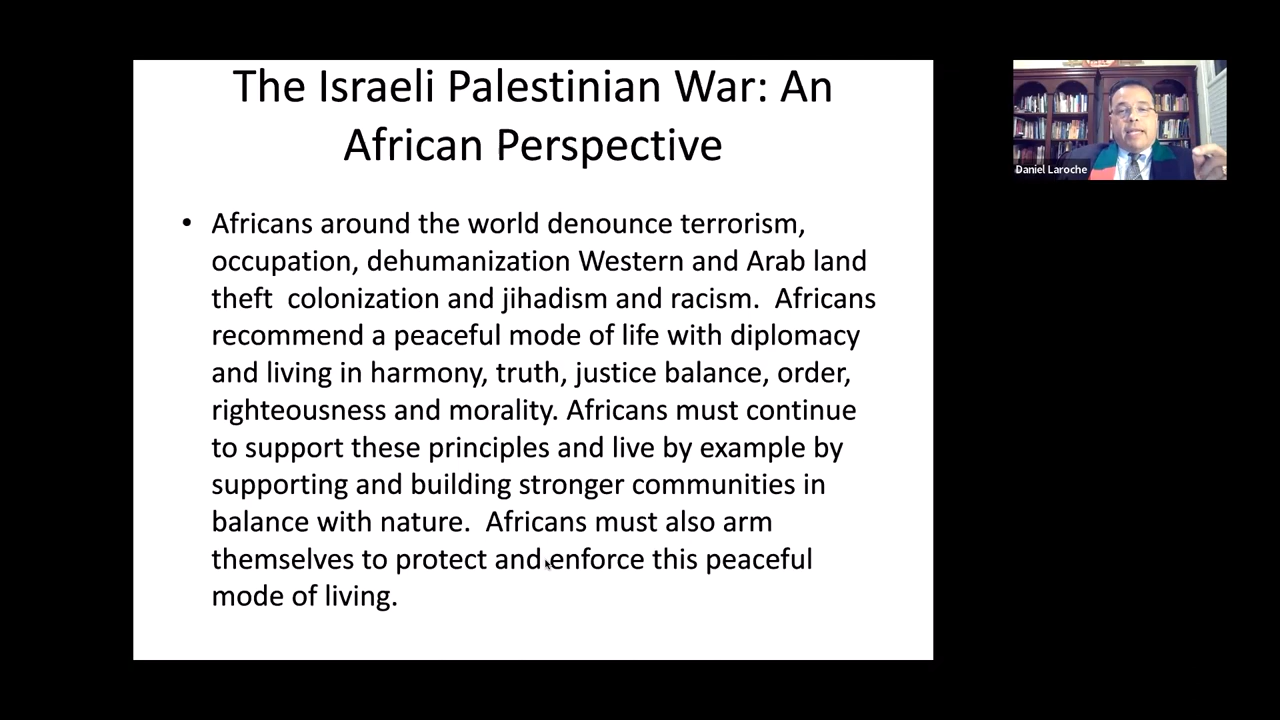 The Israeli Palestinian War: An
African Perspective
• Africans around the world denounce terrorism,
occupation, dehumanization Western and Arab land
theft  colonization and jihadism and racism.  Africans
recommend a peaceful mode of life with diplomacy
and living in harmony, truth, justice balance, order,
righteousness and morality. Africans must continue
to support these principles and live by example by
supporting and building stronger communities in
balance with nature.  Africans must also arm
themselves to protect and enforce this peaceful
mode of living.
Daniel Laroche